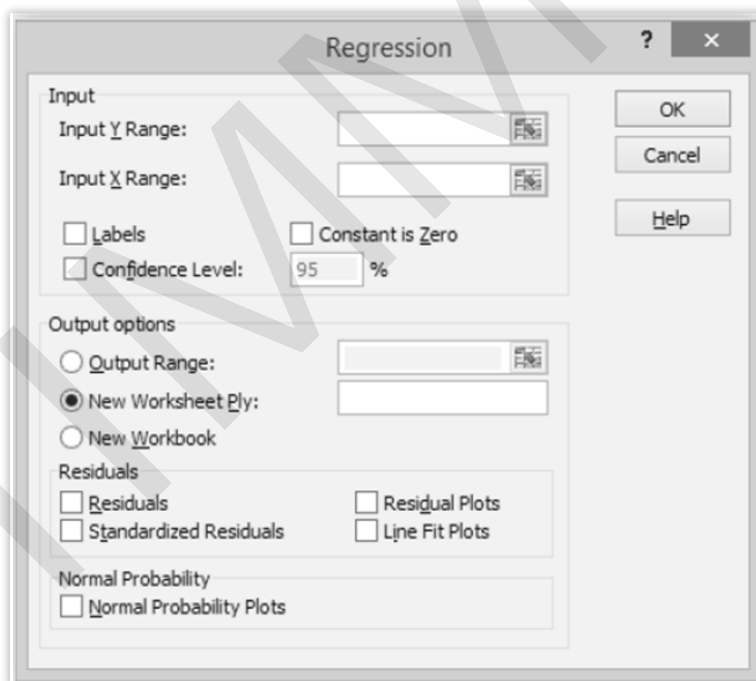 Regression
? ×
Input
Input Y Range:
OK
Input X Range:
Cancel
Help
Labels Constant is Zero
Confidence Level: 95 %
Output options
Output Range:
New Worksheet Ply:
New Workbook
Residuals
Residuals Residual Plots
Standardized Residuals Line Fit Plots
Normal Probability
Normal Probability Plots